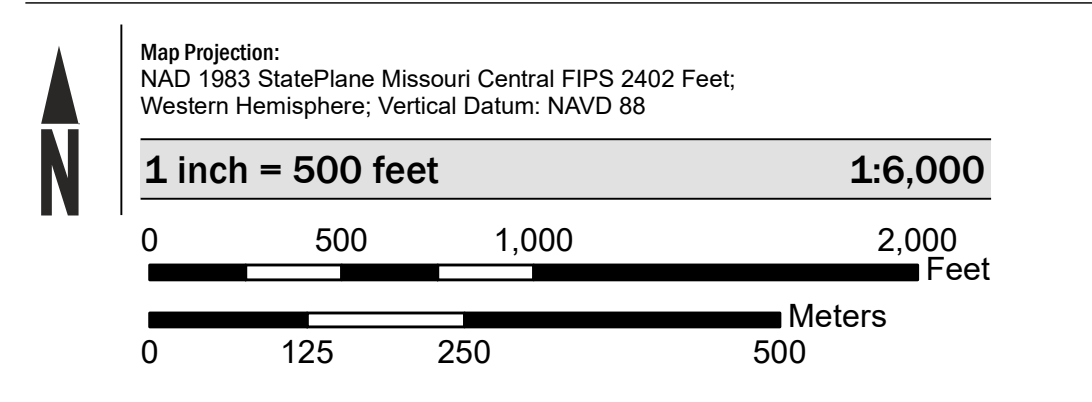 N
Map Projection:
NAD 1983 StatePlane Missouri Central FIPS 2402 Feet;
Western Hemisphere; Vertical Datum: NAVD 88
1 inch = 500 feet 1:6,000
0 500 1,000 2,000
Feet
Meters
0 125 250 500